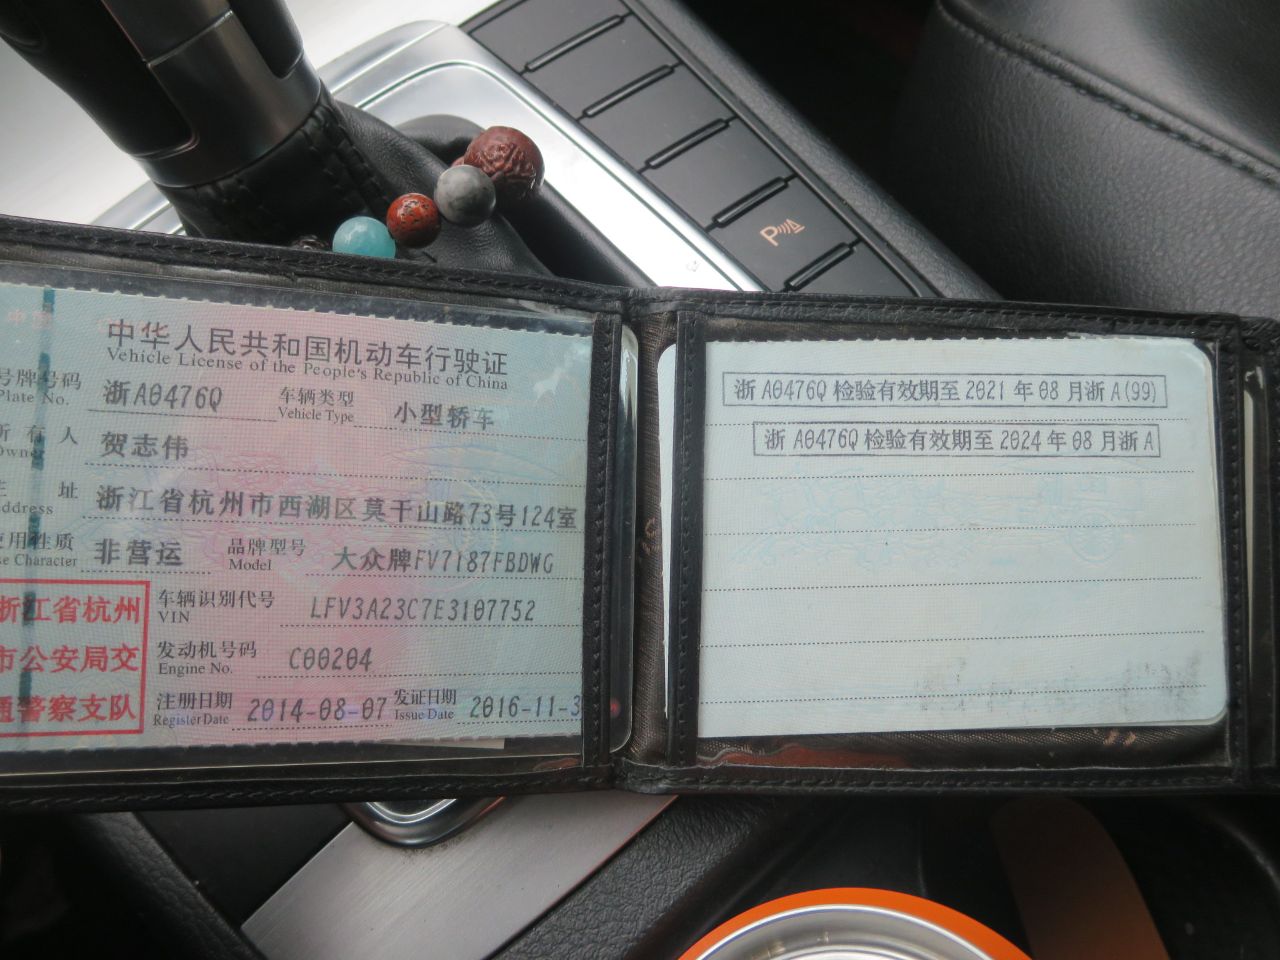 中华人民共和国机动车行驶证
Vehicle License of the People's Republic of China
号牌号码 浙A0476Q 车辆类型 小型轿车
Plate No. Vehicle Type
所有人 贺志伟
Owner
住址 浙江省杭州市西湖区莫干山路73号124室
Address
使用性质 非营运 品牌型号 大众牌FV7187FBDWG
Use Character Model
浙江省杭州
市公安局交
通警察支队
车辆识别代号 LFV3A23C7E3107752
VIN
发动机号码 C00204
Engine No.
注册日期 2014-08-07 发证日期 2016-11-3
Register Date Issue Date
浙A0476Q检验有效期至2021年08月浙A(99)
浙A0476Q检验有效期至2024年08月浙A
P